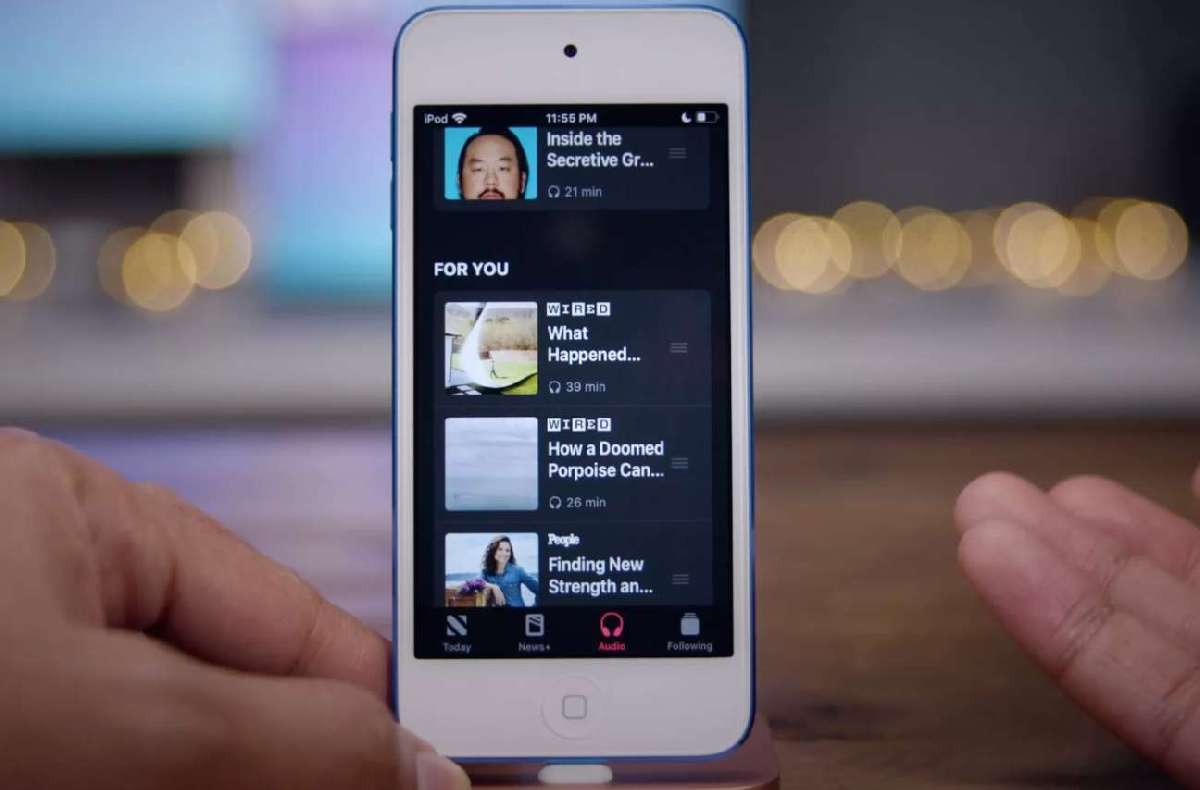 iPod 11:55 PM
Inside the
Secretive Gr...
21 min
FOR YOU
WIRED
What
Happened...
39 min
WIRED
How a Doomed
Porpoise Can...
26 min
People
Finding New
Strength an...
Today News+ Audio Following